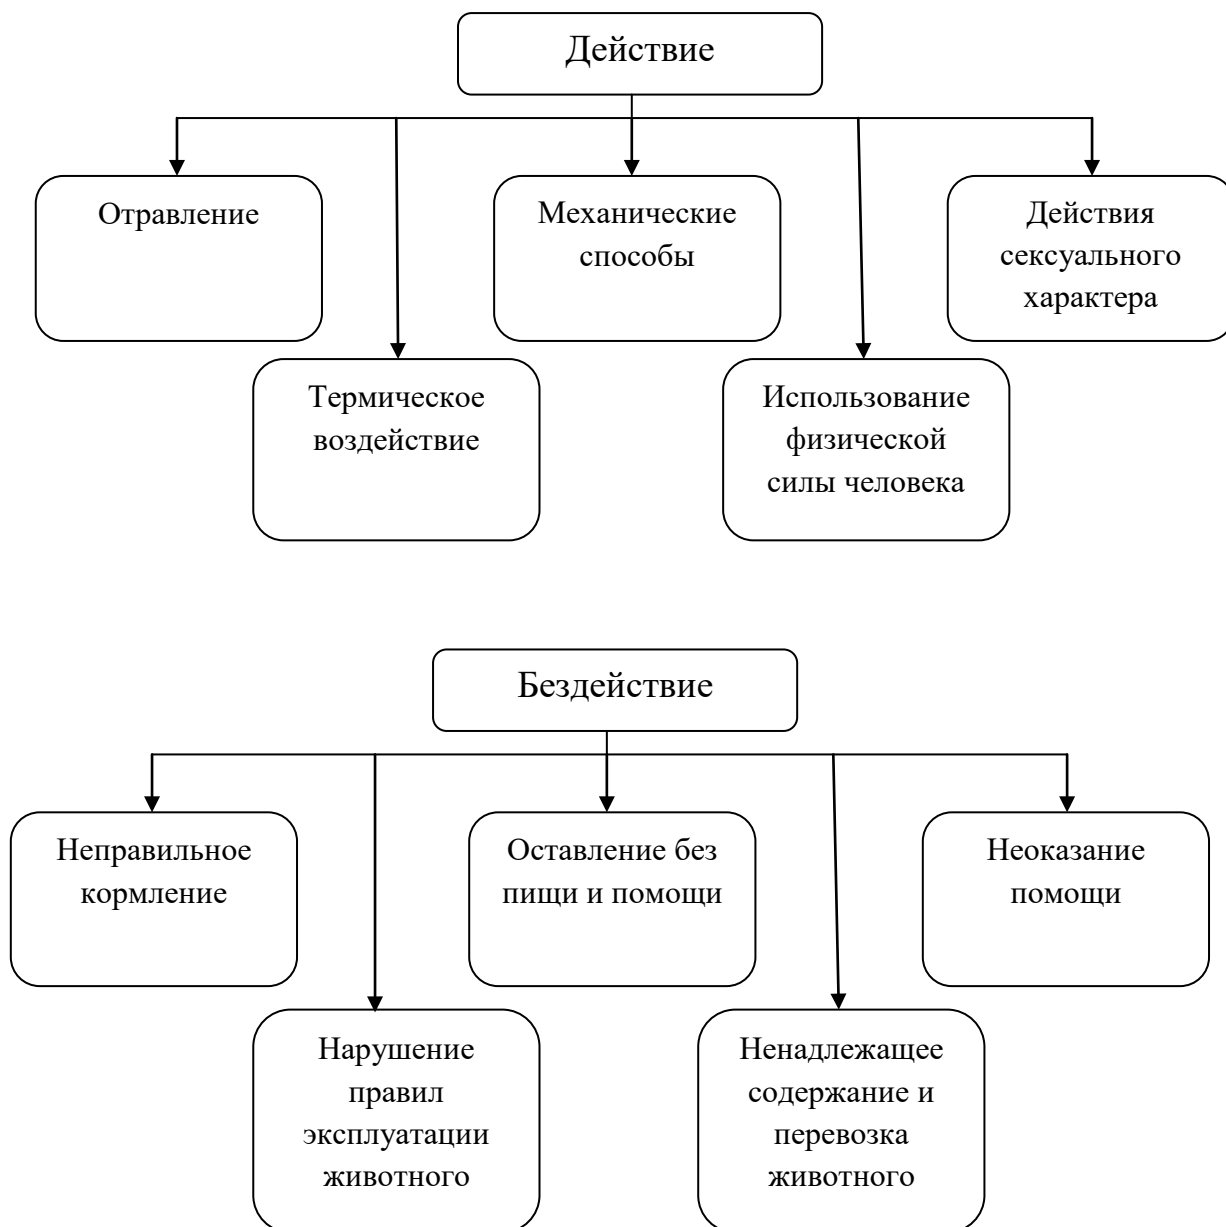 Действие
Отравление
Механические
способы
Действия
сексуального
характера
Термическое
воздействие
Использование
физической
силы человека
Бездействие
Неправильное
кормление
Оставление без
пищи и помощи
Неоказание
помощи
Нарушение
правил
эксплуатации
животного
Ненадлежащее
содержание и
перевозка
животного